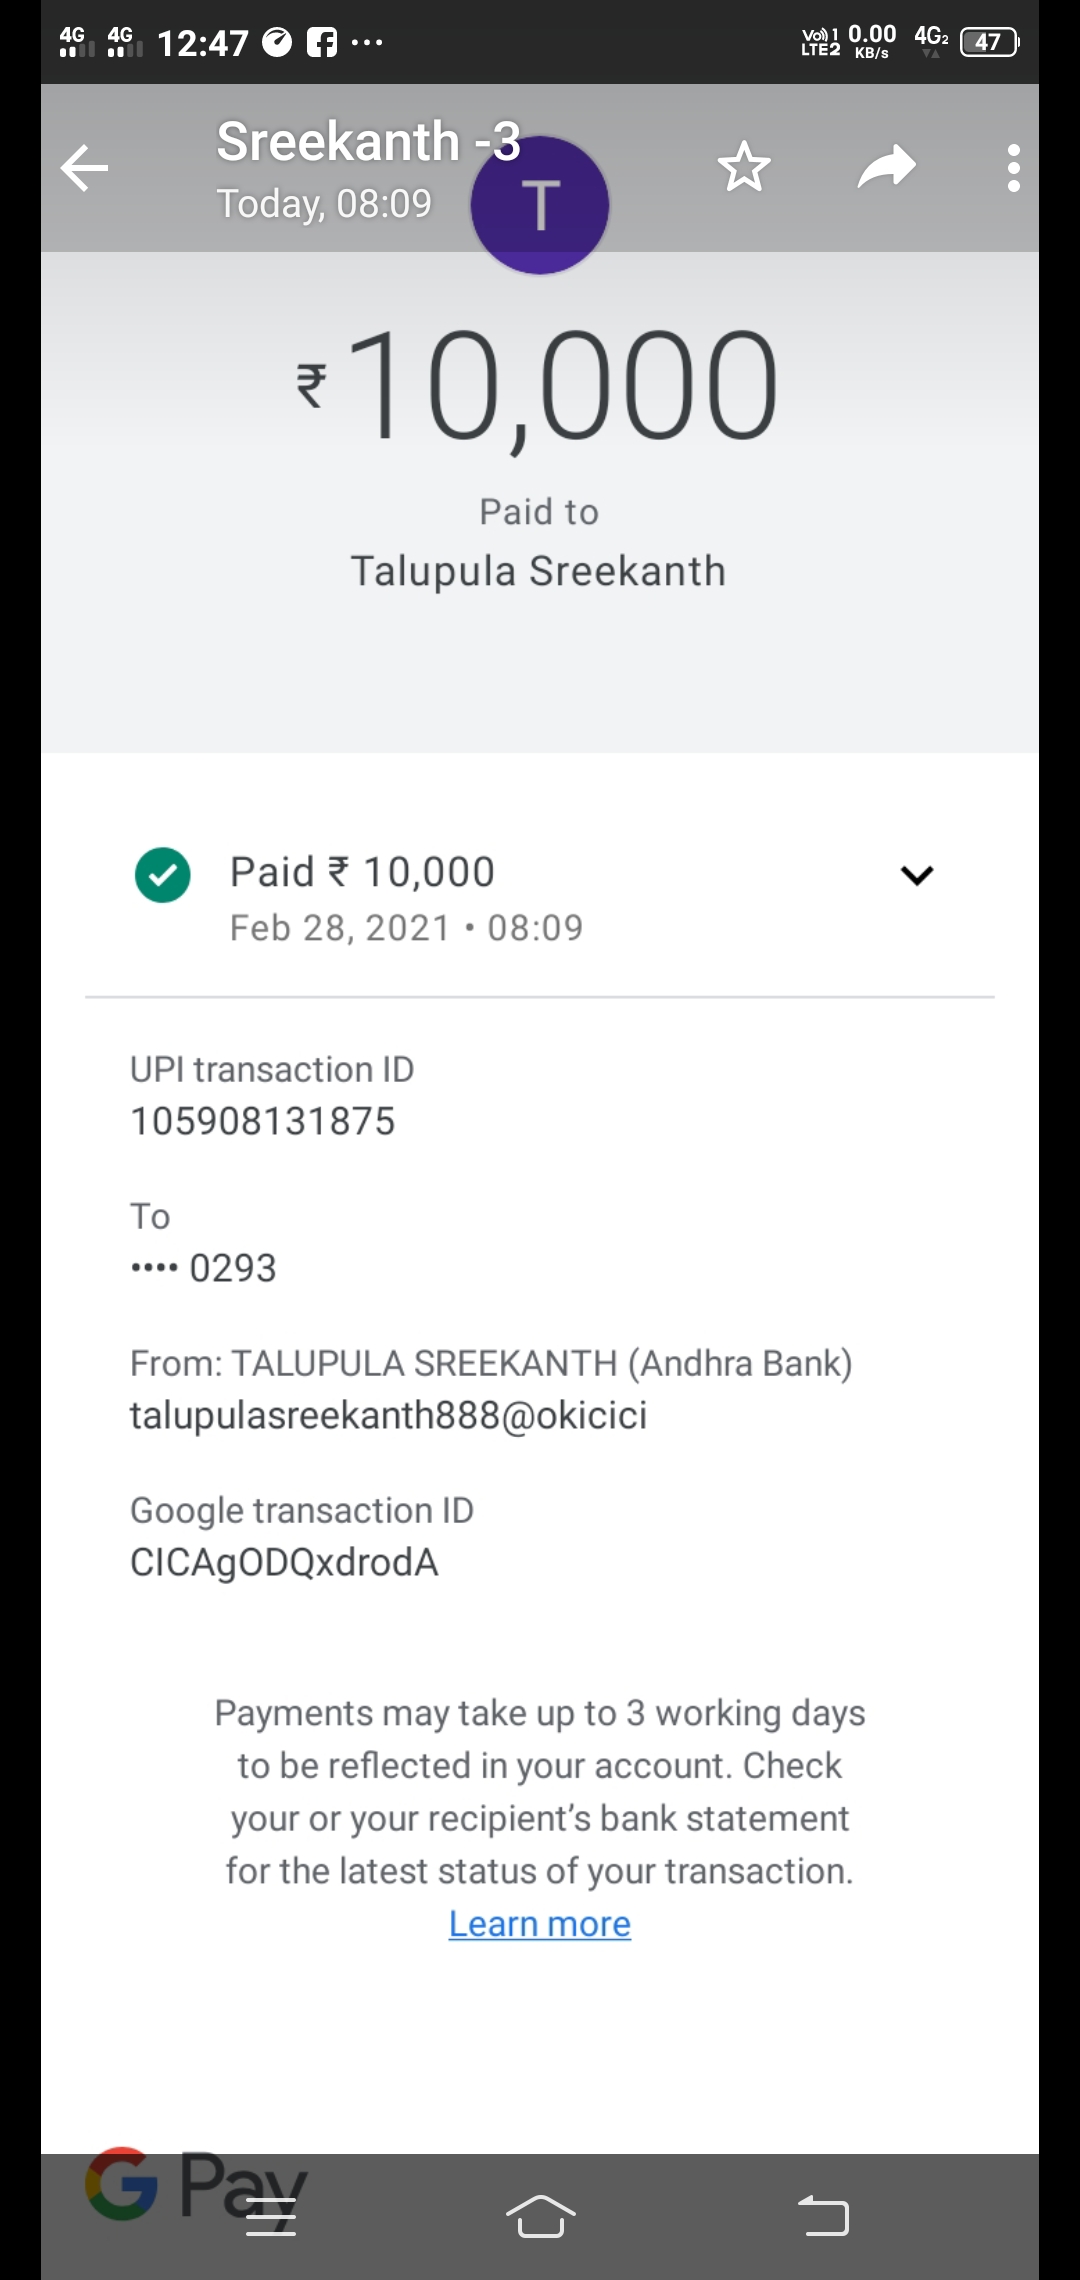 4G 4G 12:47 ... Vo)) 1 LTE2 0.00 KB/s 4G2 47
Sreekanth -3
Today, 08:09
T
₹10,000
Paid to
Talupula Sreekanth
Paid ₹ 10,000
Feb 28, 2021 • 08:09
UPI transaction ID
105908131875
To
•••• 0293
From: TALUPULA SREEKANTH (Andhra Bank)
talupulasreekanth888@okicici
Google transaction ID
CICAgODQxdrodA
Payments may take up to 3 working days
to be reflected in your account. Check
your or your recipient’s bank statement
for the latest status of your transaction.
Learn more
G Pay